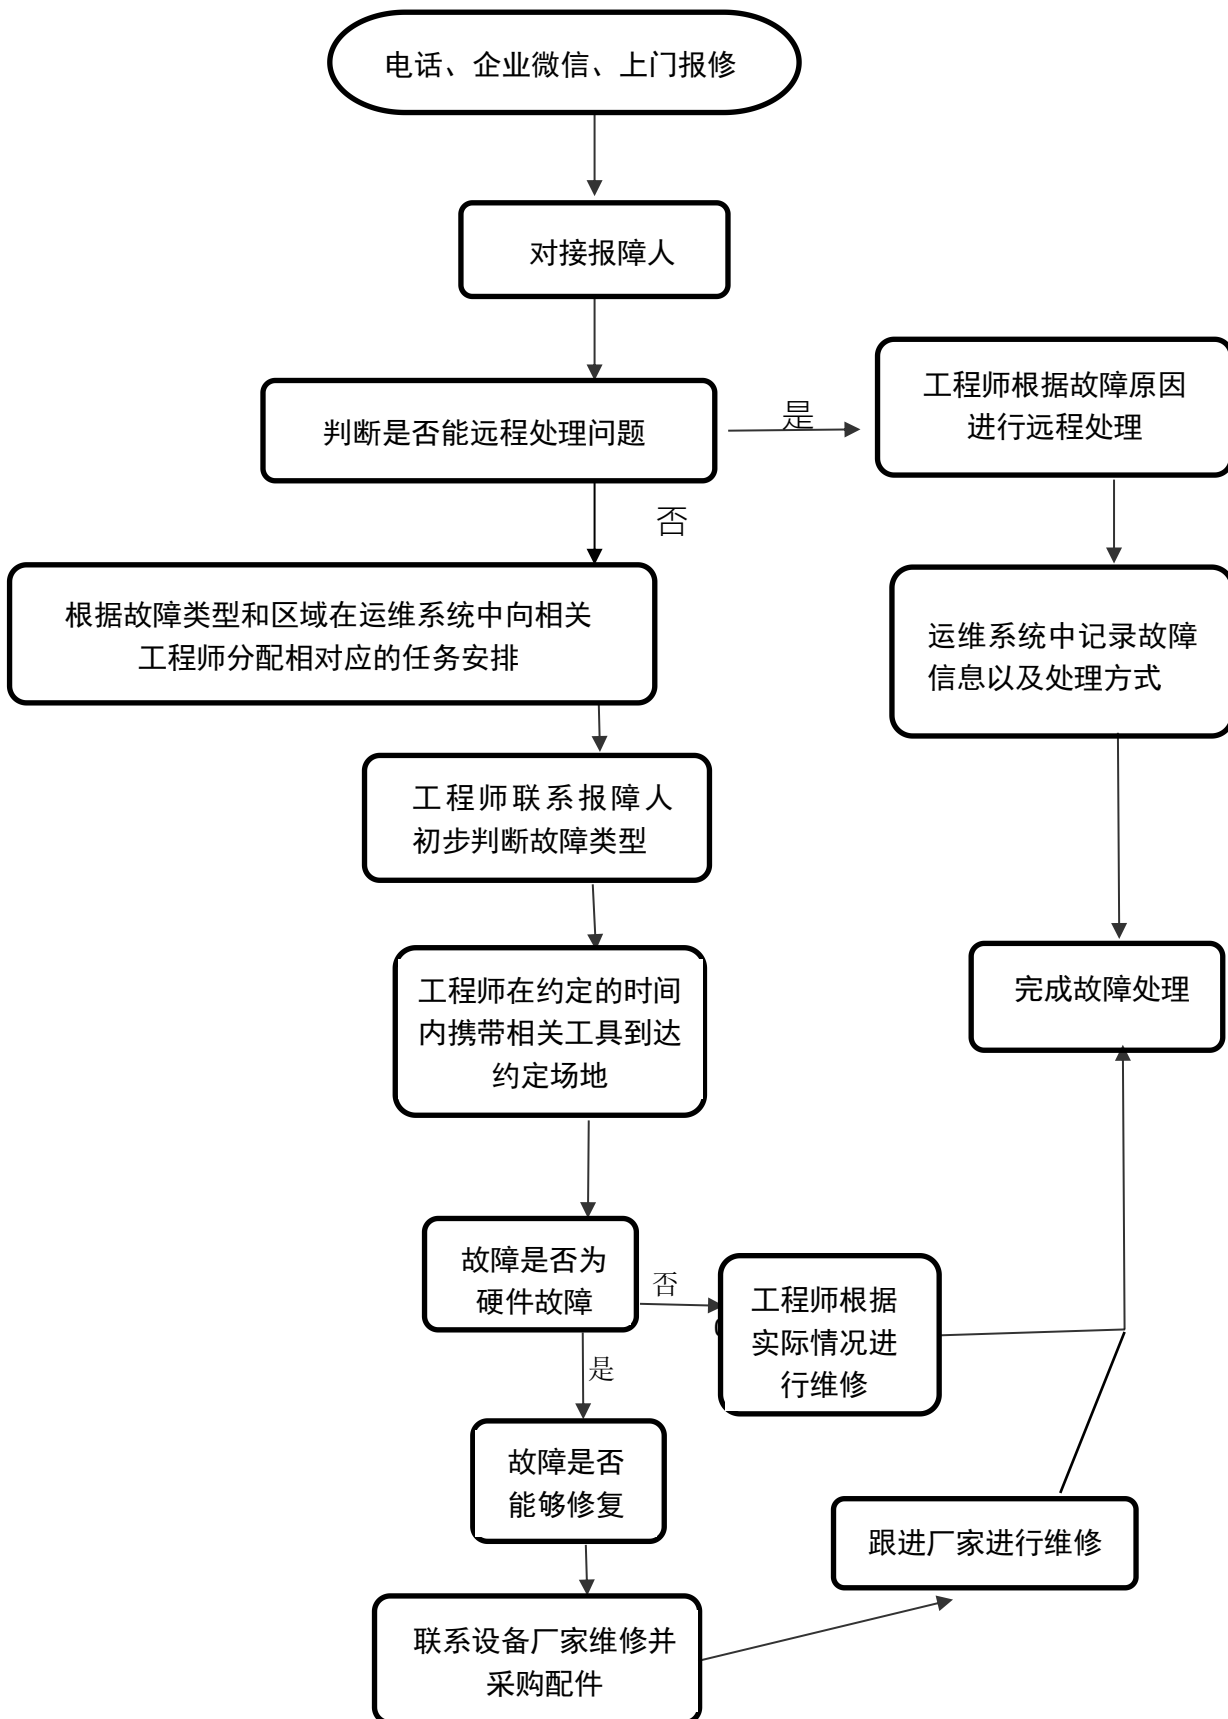 电话、企业微信、上门报修
对接报障人
判断是否能远程处理问题
是
工程师根据故障原因
进行远程处理
否
根据故障类型和区域在运维系统中向相关
工程师分配相对应的任务安排
运维系统中记录故障
信息以及处理方式
工程师联系报障人
初步判断故障类型
工程师在约定的时间
内携带相关工具到达
约定场地
完成故障处理
故障是否为
硬件故障
否
工程师根据
实际情况进
行维修
是
故障是否
能够修复
跟进厂家进行维修
联系设备厂家维修并
采购配件